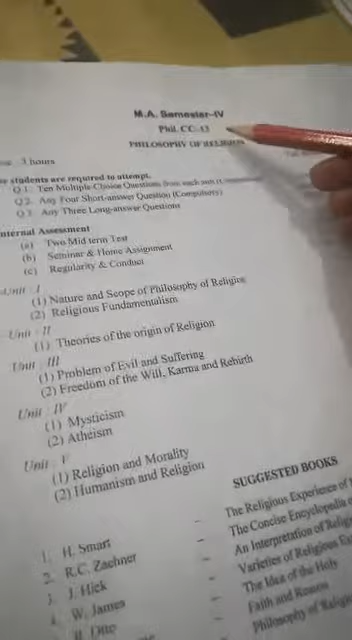 M.A. Semester-IV
Phil. CC-13
PHILOSOPHY OF RELIGION
3 hours
students are required to attempt.
Q 1. Ten Multiple Choice Questions from each unit
Q 2. Any Four Short-answer Question (Compulsory)
Q 3. Any Three Long-answer Questions
nternal Assessment
(a) Two Mid term Test
(b) Seminar & Home Assignment
(c) Regularity & Conduct
Unit : I
(1) Nature and Scope of Philosophy of Religion
(2) Religious Fundamentalism
Unit : II
(1) Theories of the origin of Religion
Unit : III
(1) Problem of Evil and Suffering
(2) Freedom of the Will, Karma and Rebirth
Unit : IV
(1) Mysticism
(2) Atheism
Unit : V
(1) Religion and Morality
(2) Humanism and Religion
SUGGESTED BOOKS
1. H. Smart - The Religious Experience of
2. R.C. Zachner - The Concise Encyclopedia
3. J. Hick - An Interpretation of
4. W. James - Varieties of Religious
Otto - The Idea of the Holy
Faith and Reason
Philosophy of